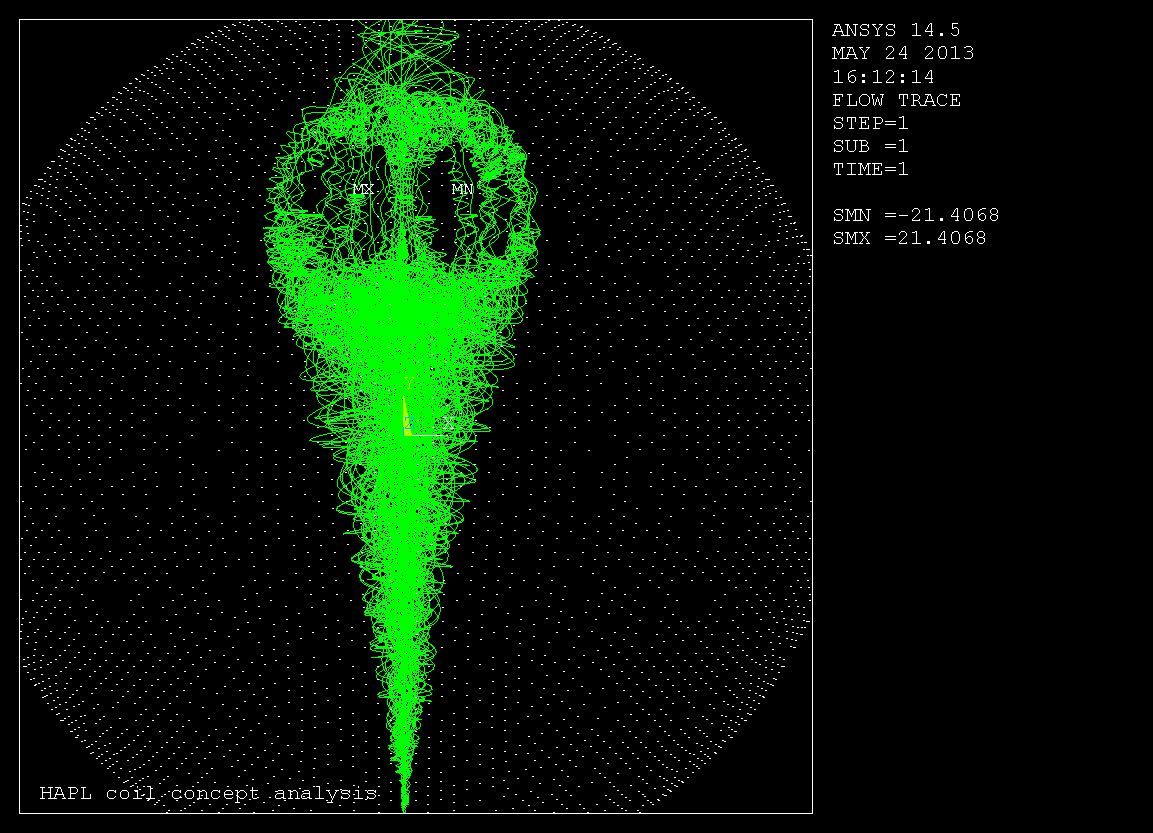 ANSYS 14.5
MAY 24 2013
16:12:14
FLOW TRACE
STEP=1
SUB =1
TIME=1
SMN =-21.4068
SMX =21.4068
MX
MN
Y
Z
X
HAPL coil concept analysis